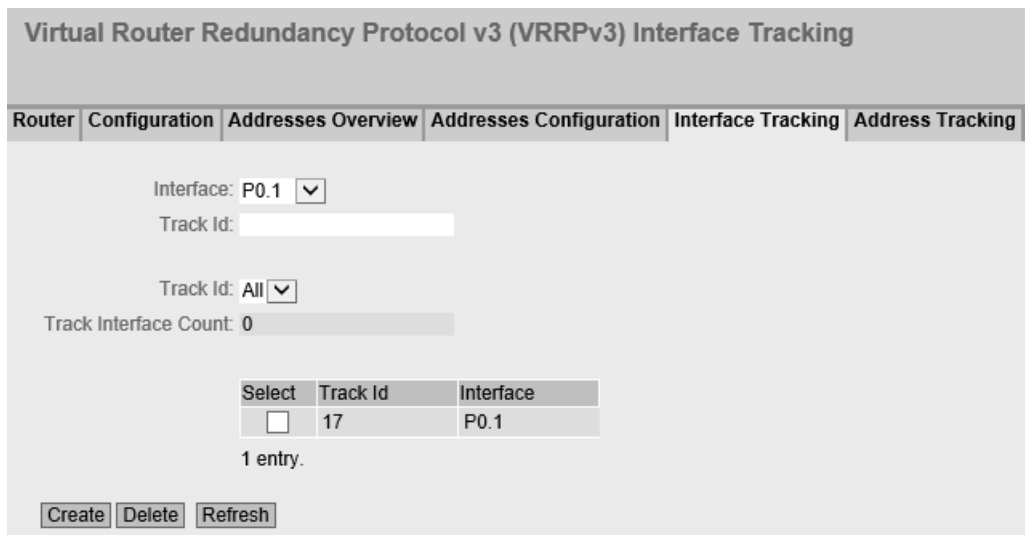 Virtual Router Redundancy Protocol v3 (VRRPv3) Interface Tracking
Router Configuration Addresses Overview Addresses Configuration Interface Tracking Address Tracking
Interface: P0.1
Track Id:
Track Id: All
Track Interface Count: 0
Select Track Id Interface
17 P0.1
1 entry.
Create Delete Refresh